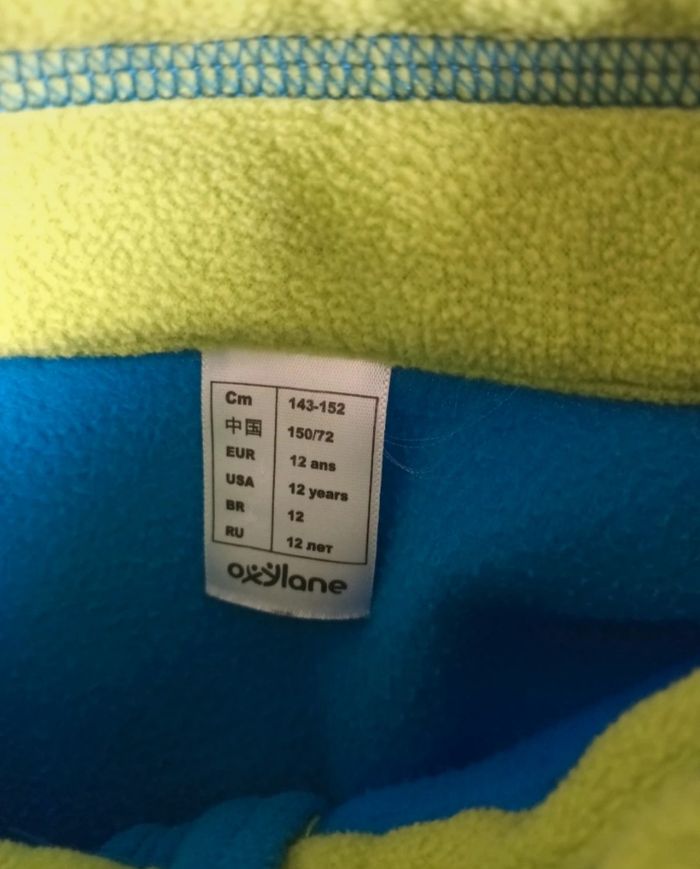 Cm 143-152
中国 150/72
EUR 12 ans
USA 12 years
BR 12
RU 12 лет
oxylane